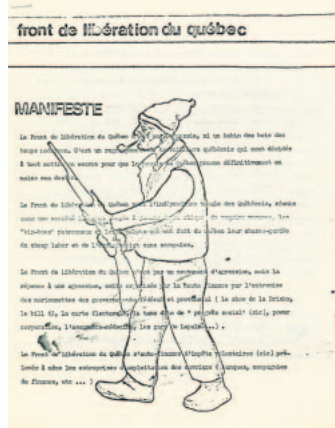 front de libération du québec
MANIFESTE
Le Front de libération du Québec n'est pas le messie, ni un Robin des bois des
temps modernes. C'est un regroupement de travailleurs québécois qui sont décidés
à tout mettre en oeuvre pour que le peuple du Québec prenne définitivement en
mains son destin.
Le Front de libération du Québec veut l'indépendance totale des Québécois, réunis
dans une société libre et purgée à jamais de sa clique de requins voraces, les
"big-boss" patroneux et leurs valets qui ont fait du Québec leur chasse-gardée
du cheap labor et de l'exploitation sans scrupules.
Le Front de libération du Québec n'est pas un mouvement d'agression, mais la
réponse à une agression, celle organisée par la haute finance par l'entremise
des marionnettes des gouvernements fédéral et provincial ( le show de la Brinks,
le bill 63, la carte électorale, la taxe dite de " progrès social" (sic), power
corporation, l'assurance-médecins, les gars de Lapalme...) .
Le Front de libération du Québec s'auto-finance d'impôts volontaires (sic) pré-
levés à même les entreprises d'exploitation des ouvriers (banques, compagnies
de finance, etc ... )